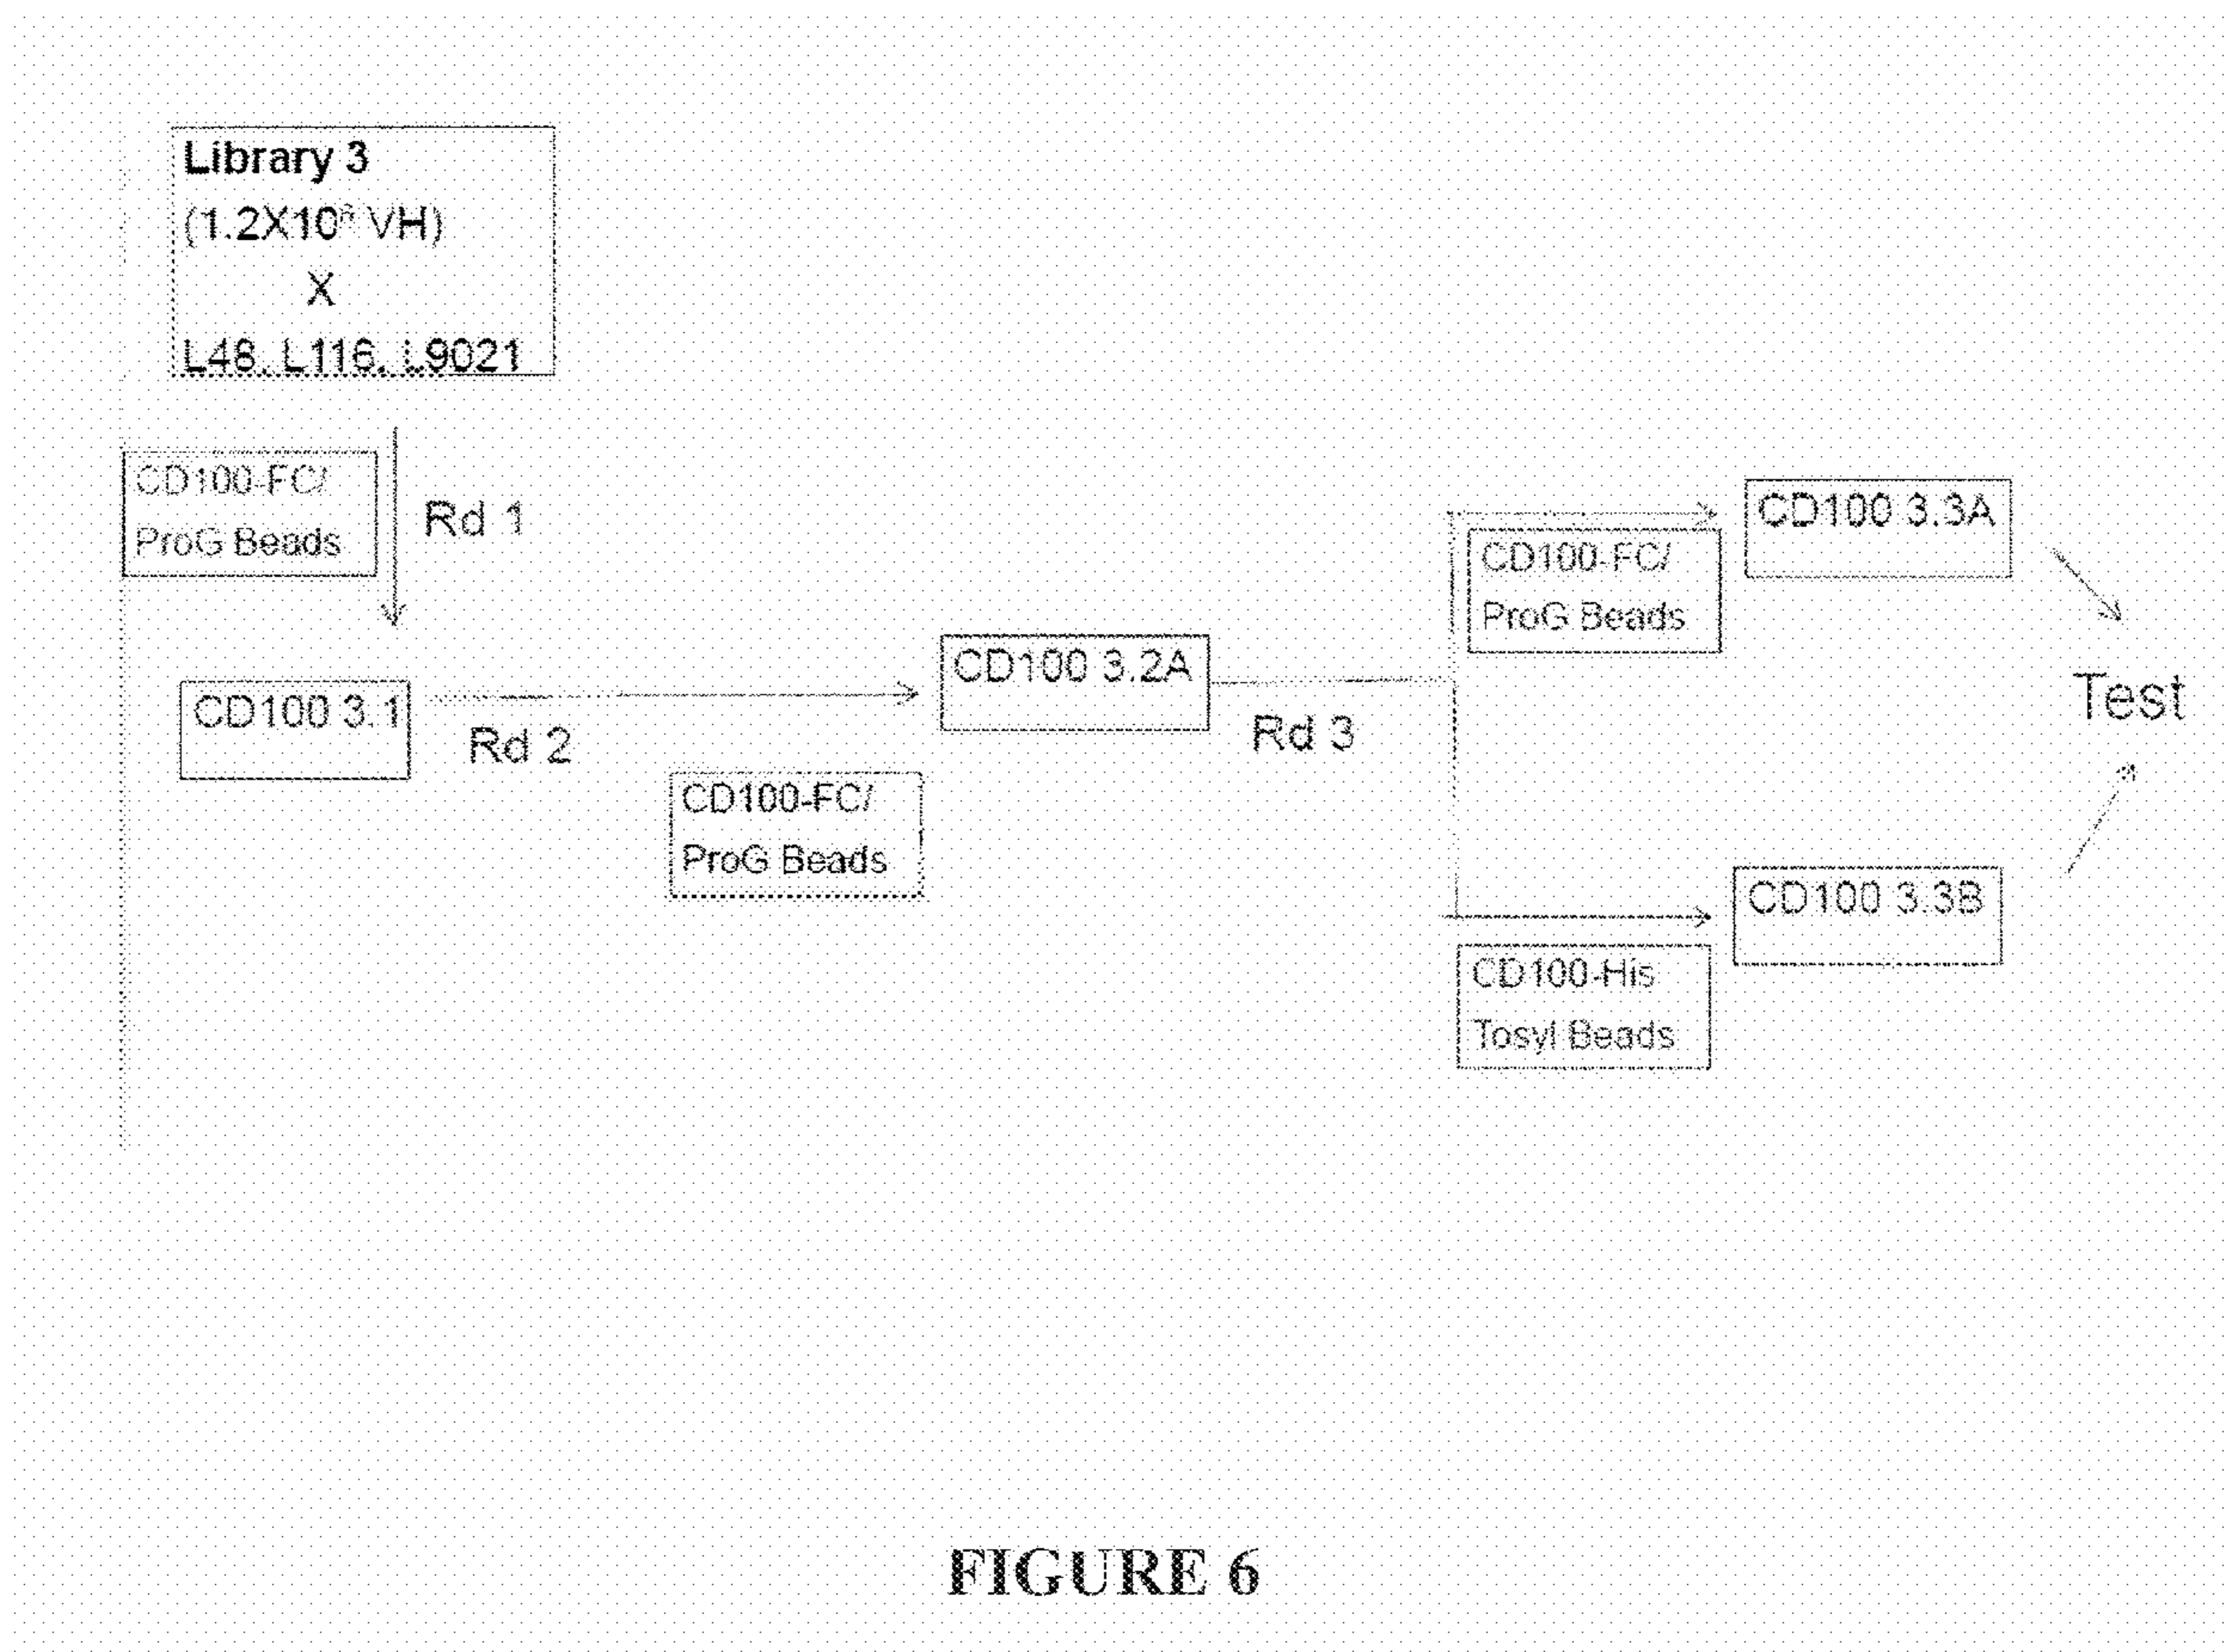 Library 3
VH)
X
L48, L116, L9021
CD100-FC/
ProG Beads
Rd 1
CD100 3.1
Rd 2
CD100-FC/
ProG Beads
CD100 3.2A
Rd 3
CD100-FC/
ProG Beads
CD100 3.3A
CD100-His
Tosyl Beads
CD100 3.3B
Test
FIGURE 6